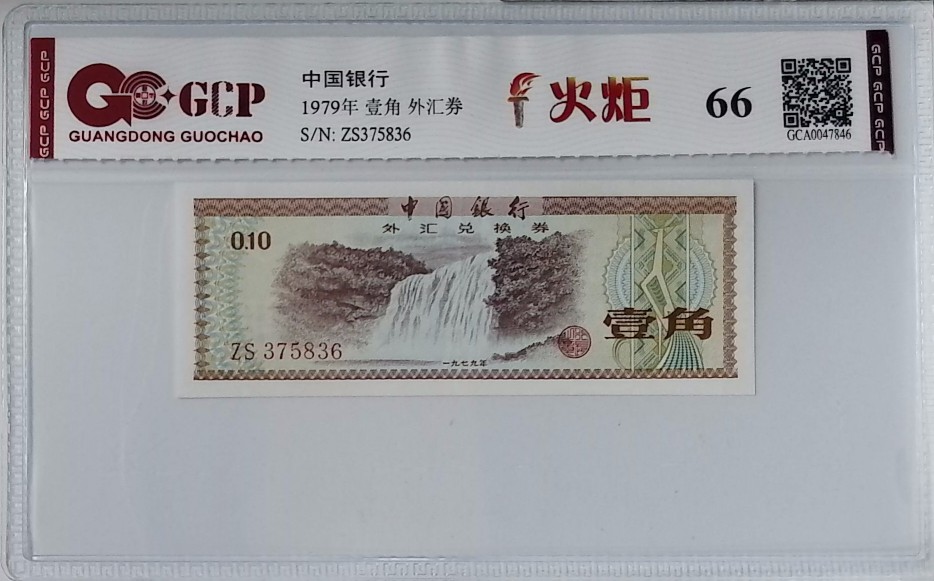 GCP GCP GCP
GCP
GUANGDONG GUOCHAO
中国银行
1979年 壹角 外汇券
S/N: ZS375836
火炬
66
GCA0047846
GCP GCP GCP
中国银行
外汇兑换券
0.10
壹角
ZS 375836
一九七九年